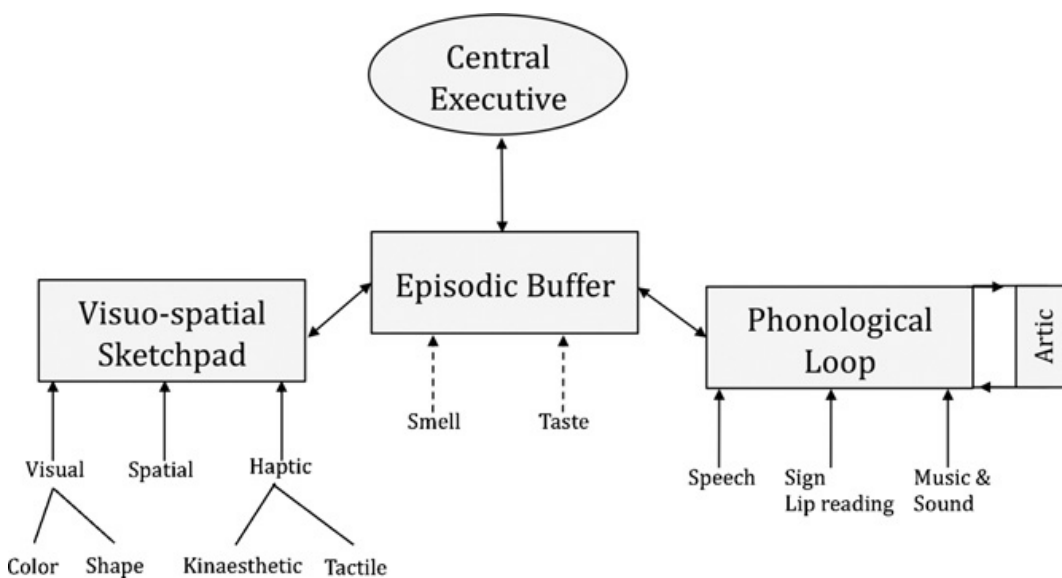 Central
Executive
Episodic Buffer
Visuo-spatial
Sketchpad
Phonological
Loop
Artic
Smell
Taste
Visual
Spatial
Haptic
Speech
Sign
Lip reading
Music &
Sound
Color
Shape
Kinaesthetic
Tactile